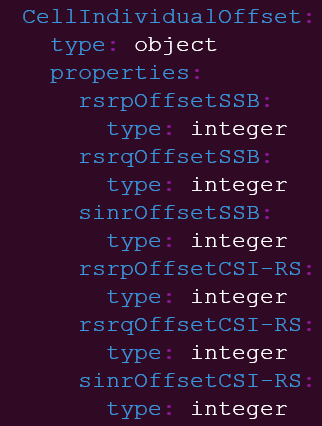 CellIndividualOffset:
  type: object
  properties:
    rsrpOffsetSSB:
      type: integer
    rsrqOffsetSSB:
      type: integer
    sinrOffsetSSB:
      type: integer
    rsrpOffsetCSI-RS:
      type: integer
    rsrqOffsetCSI-RS:
      type: integer
    sinrOffsetCSI-RS:
      type: integer